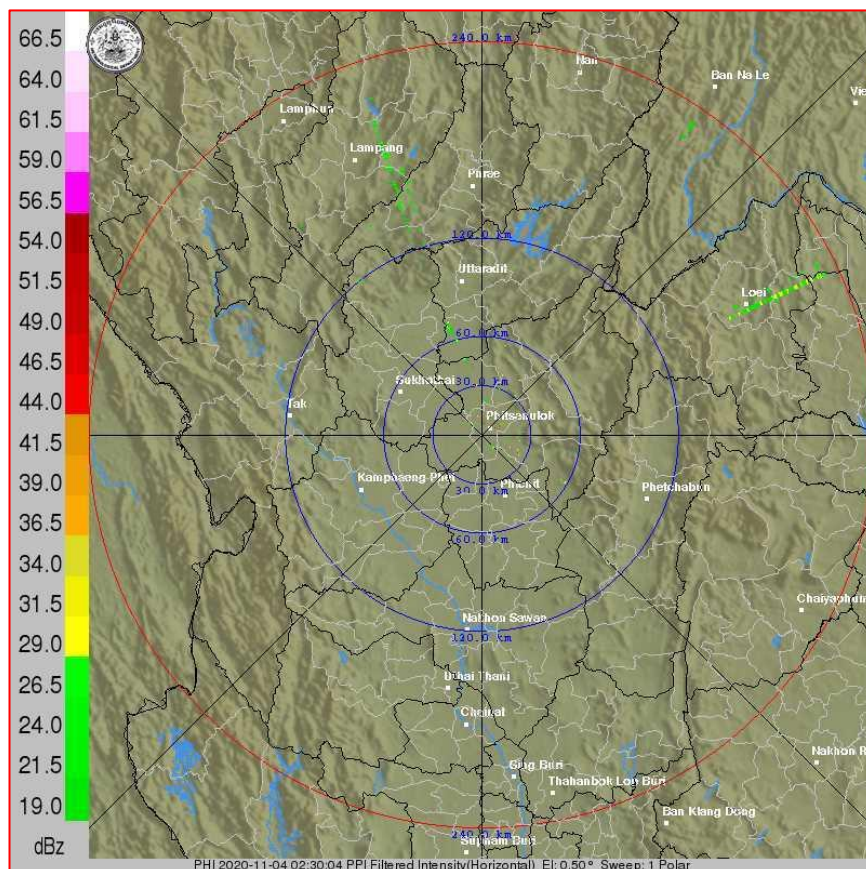 66.5
64.0
61.5
59.0
56.5
54.0
51.5
49.0
46.5
44.0
41.5
39.0
36.5
34.0
31.5
29.0
26.5
24.0
21.5
19.0
dBz
240.0 km
Nan
Ban Na Le
Vie
Lamphun
Lampang
Phrae
120.0 km
Uttaradit
Loei
60.0 km
30.0 km
Sukhothai
Tak
Phitsanulok
Kamphaeng Phet
Phichit
30.0 km
Phetchabun
60.0 km
Chaiyaphum
Nakhon Sawan
120.0 km
Uthai Thani
Chainat
Nakhon R
Sing Buri
Thahanbok Lop Buri
Ban Klang Dong
240.0 km
Suphan Buri
PHI 2020-11-04 02:30:04 PPI Filtered Intensity(Horizontal) El: 0.50° Sweep: 1 Polar